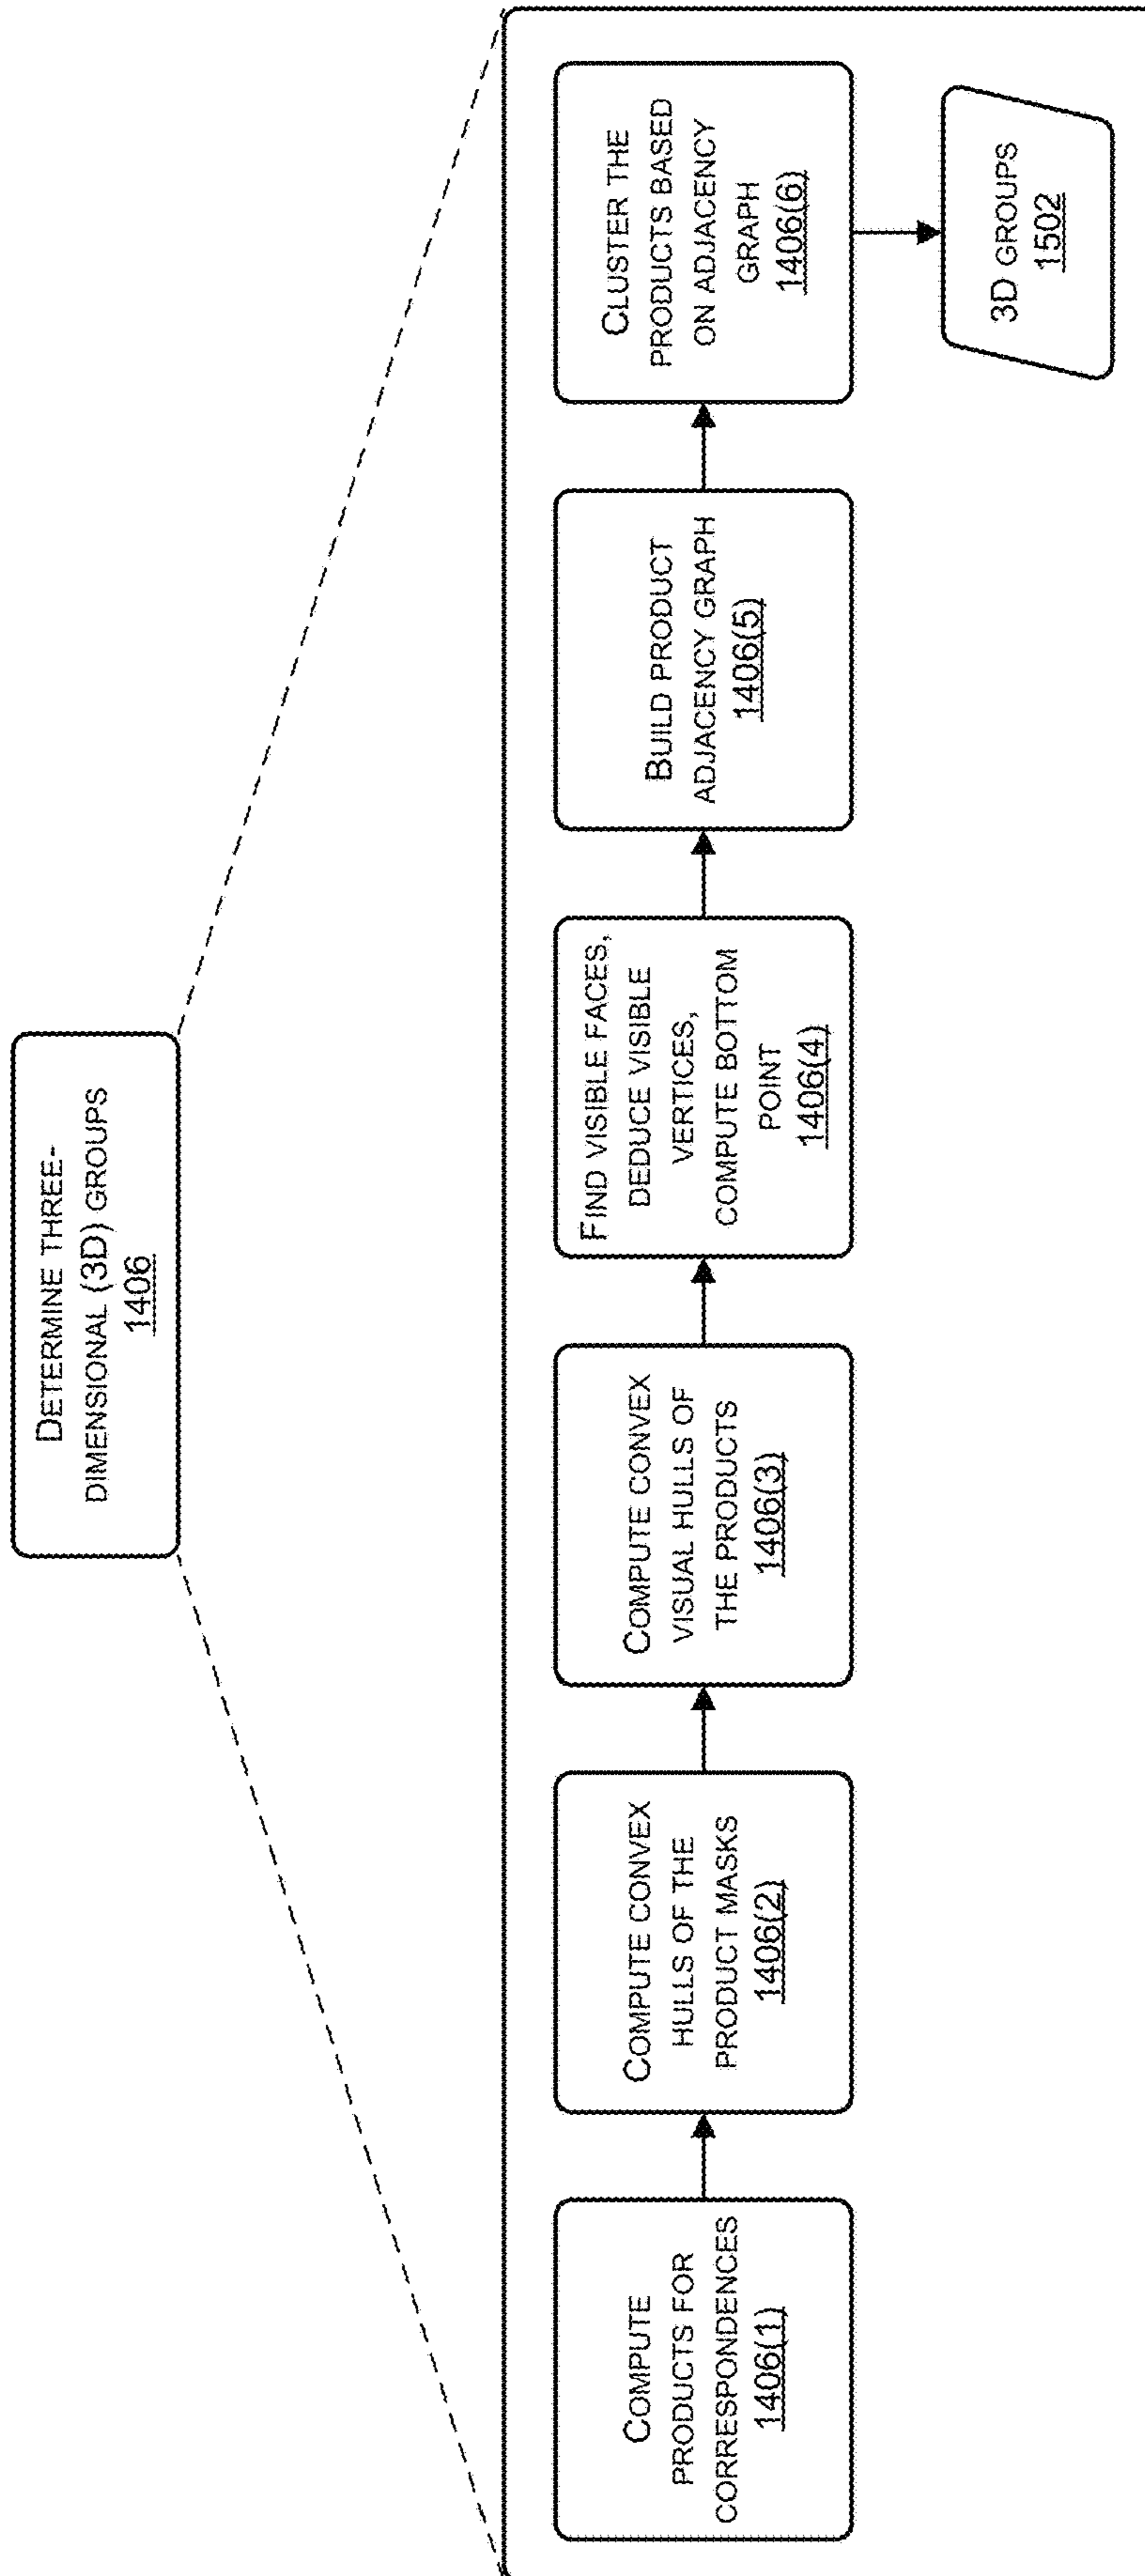 DETERMINE THREE-
DIMENSIONAL (3D) GROUPS
1406
COMPUTE
PRODUCTS FOR
CORRESPONDENCES
1406(1)
COMPUTE CONVEX
HULLS OF THE
PRODUCT MASKS
1406(2)
COMPUTE CONVEX
VISUAL HULLS OF
THE PRODUCTS
1406(3)
FIND VISIBLE FACES,
DEDUCE VISIBLE
VERTICES,
COMPUTE BOTTOM
POINT
1406(4)
BUILD PRODUCT
ADJACENCY GRAPH
1406(5)
CLUSTER THE
PRODUCTS BASED
ON ADJACENCY
GRAPH
1406(6)
3D GROUPS
1502